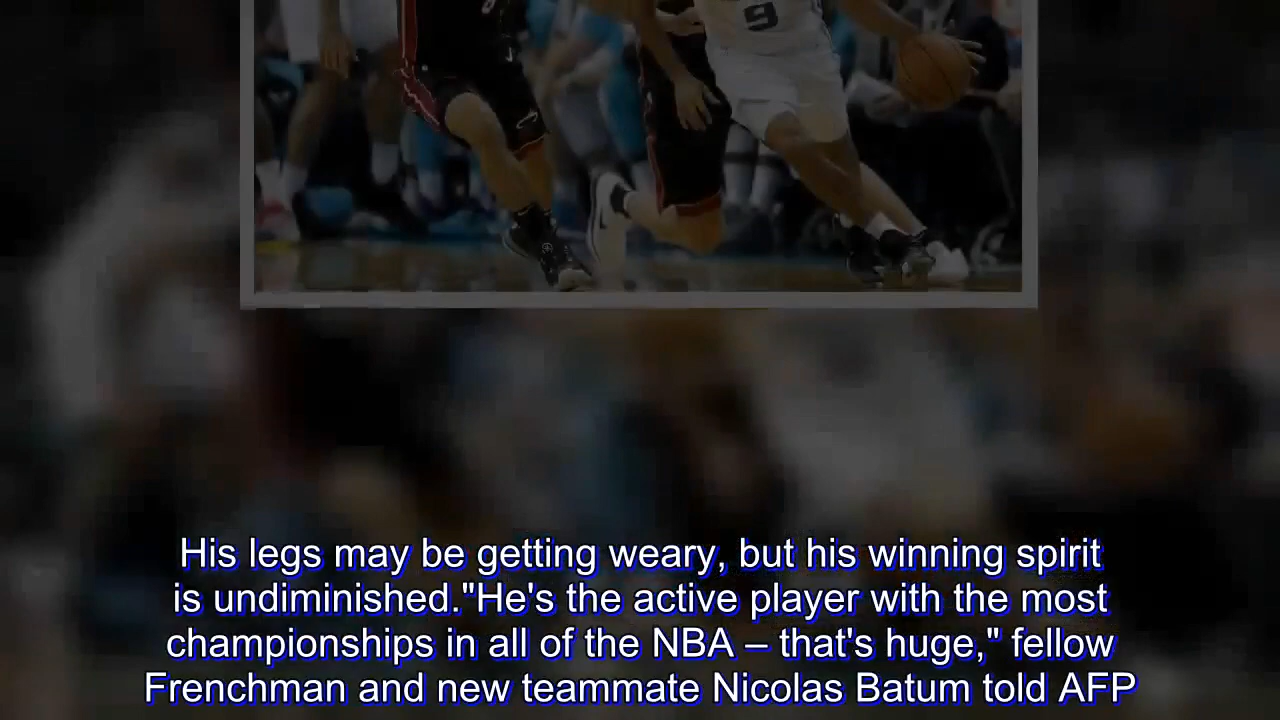 9
His legs may be getting weary, but his winning spirit
is undiminished."He's the active player with the most
championships in all of the NBA – that's huge," fellow
Frenchman and new teammate Nicolas Batum told AFP